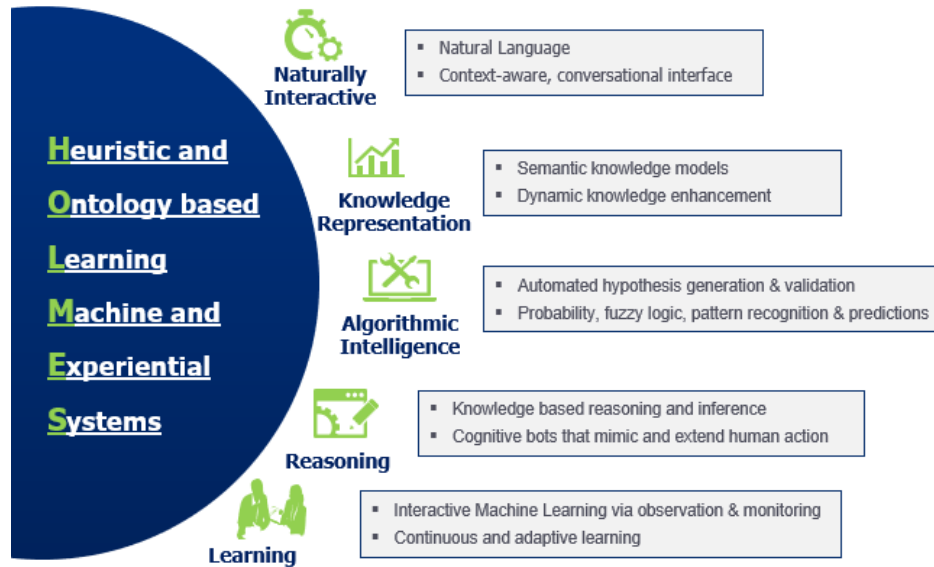 Heuristic and
Ontology based
Learning
Machine and
Experiential
Systems
Naturally
Interactive
▪ Natural Language
▪ Context-aware, conversational interface
Knowledge
Representation
▪ Semantic knowledge models
▪ Dynamic knowledge enhancement
Algorithmic
Intelligence
▪ Automated hypothesis generation & validation
▪ Probability, fuzzy logic, pattern recognition & predictions
Reasoning
▪ Knowledge based reasoning and inference
▪ Cognitive bots that mimic and extend human action
Learning
▪ Interactive Machine Learning via observation & monitoring
▪ Continuous and adaptive learning